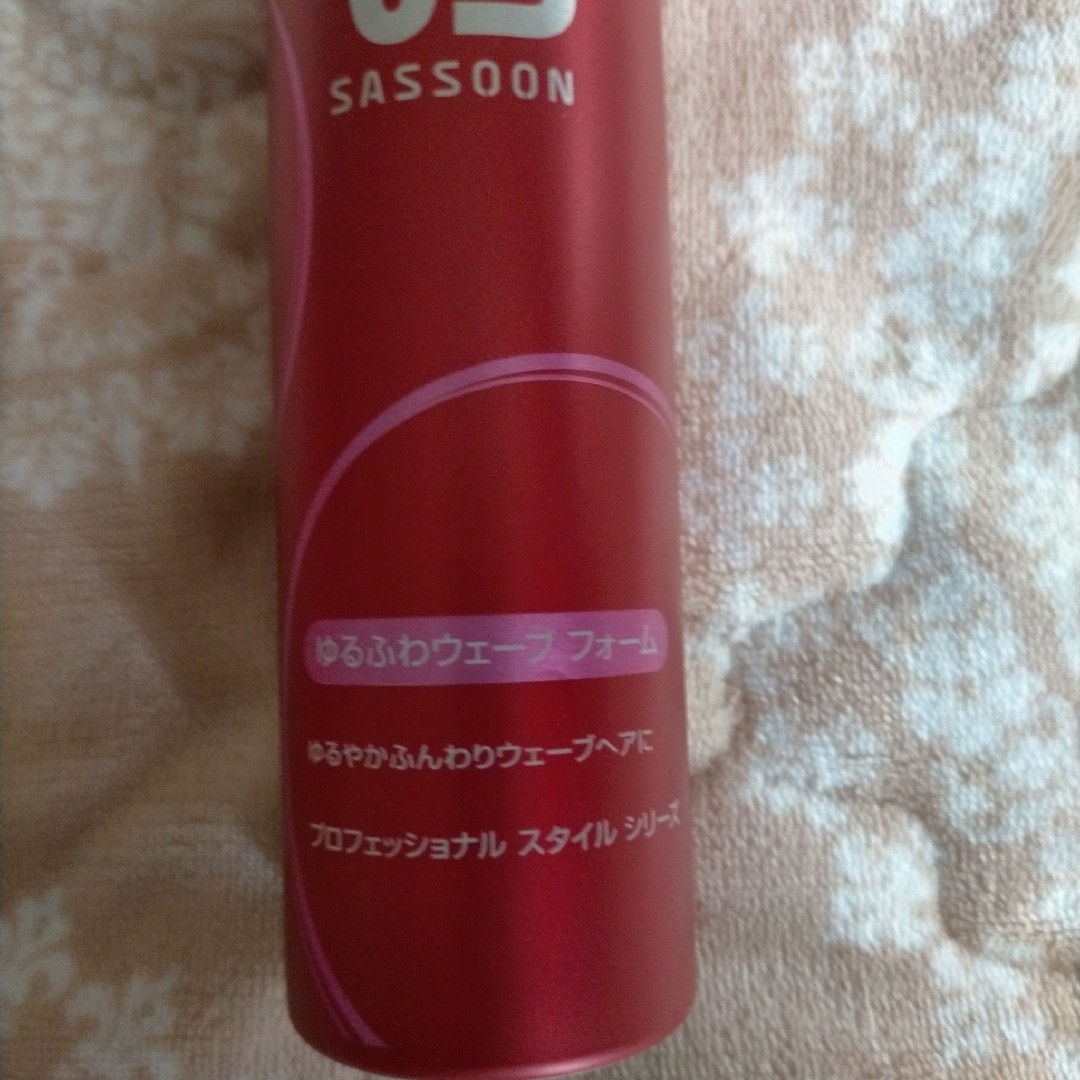 SASSOON
ゆるふわウェーブ フォーム
ゆるやかふんわりウェーブヘアに
プロフェッショナル スタイル シリーズ